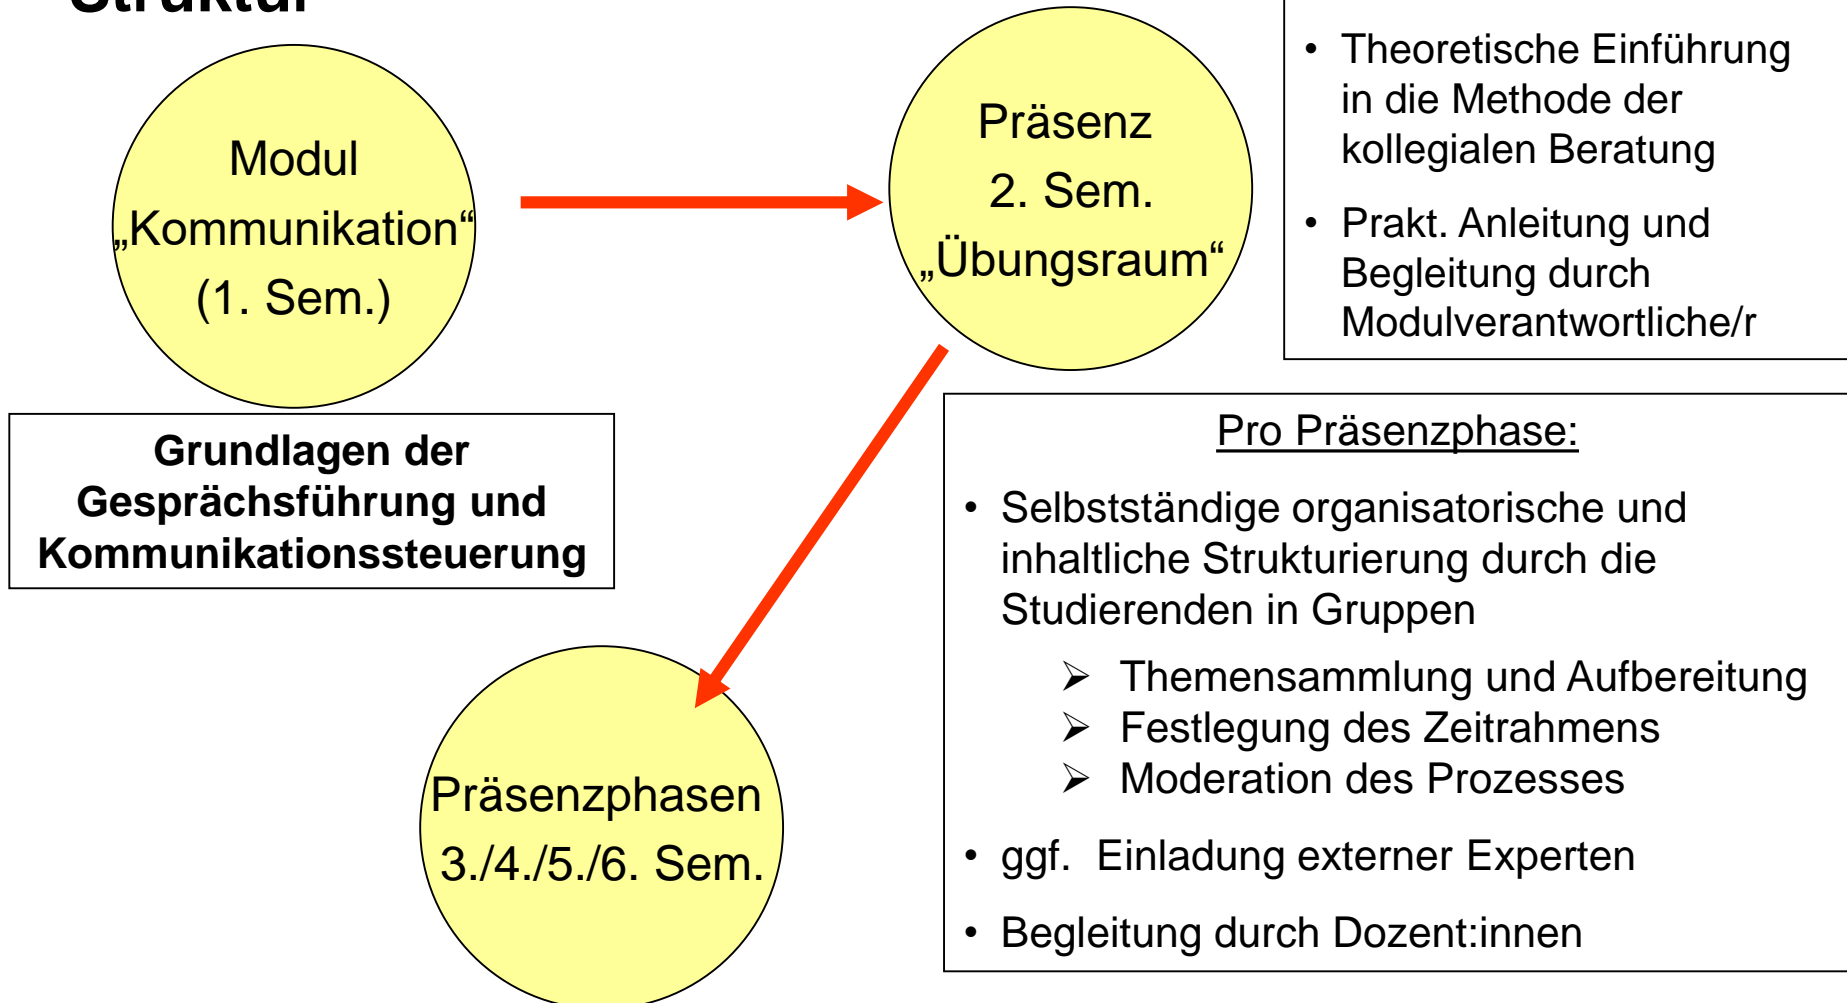 Struktur
Modul
„Kommunikation“
(1. Sem.)
Grundlagen der
Gesprächsführung und
Kommunikationssteuerung
Präsenz
2. Sem.
„Übungsraum“
• Theoretische Einführung
in die Methode der
kollegialen Beratung
• Prakt. Anleitung und
Begleitung durch
Modulverantwortliche/r
Pro Präsenzphase:
• Selbstständige organisatorische und
inhaltliche Strukturierung durch die
Studierenden in Gruppen
➢ Themensammlung und Aufbereitung
➢ Festlegung des Zeitrahmens
➢ Moderation des Prozesses
• ggf. Einladung externer Experten
• Begleitung durch Dozent:innen
Präsenzphasen
3./4./5./6. Sem.